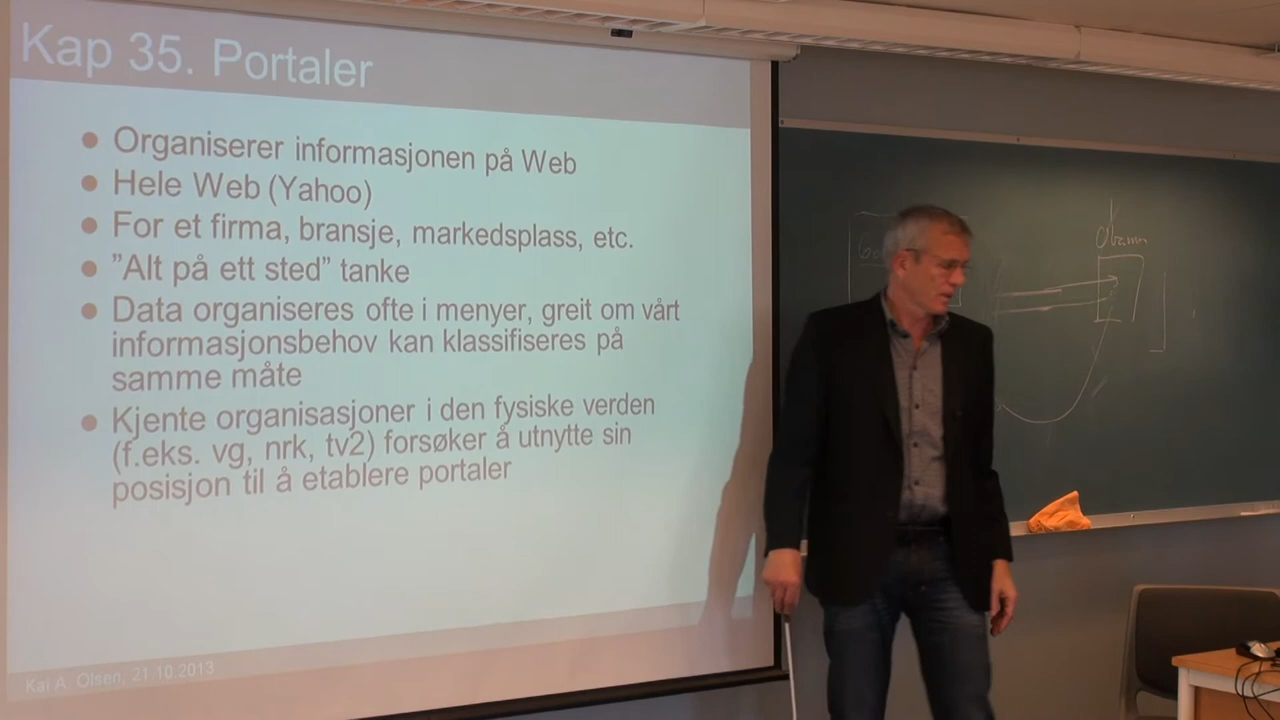 Kap 35. Portaler
● Organiserer informasjonen på Web
● Hele Web (Yahoo)
● For et firma, bransje, markedsplass, etc.
● ”Alt på ett sted” tanke
● Data organiseres ofte i menyer, greit om vårt
informasjonsbehov kan klassifiseres på
samme måte
● Kjente organisasjoner i den fysiske verden
(f.eks. vg, nrk, tv2) forsøker å utnytte sin
posisjon til å etablere portaler
Kai A. Olsen, 21.10.2013